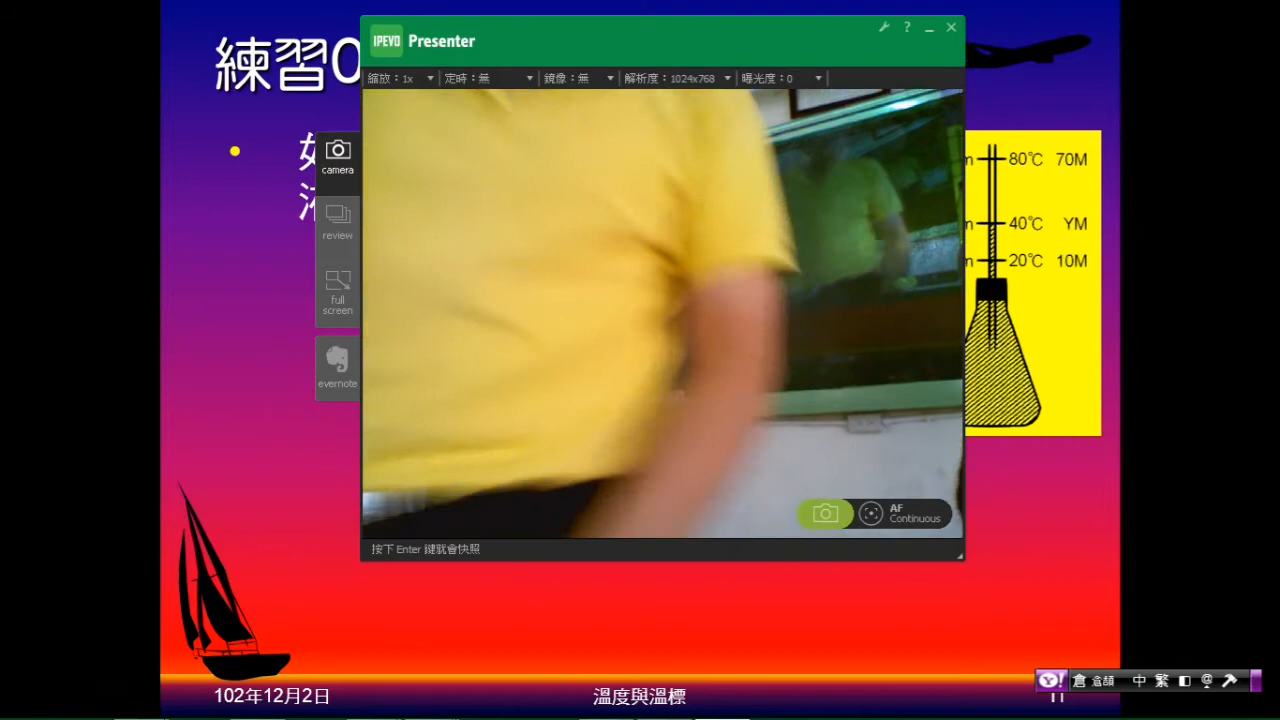 練習0
IPEVO Presenter
?
縮放：1x 定時：無 鏡像：無 解析度：1024x768 曝光度：0
camera
review
full
screen
evernote
80℃ 70M
40℃ YM
20℃ 10M
AF
Continuous
按下 Enter 鍵就會快照
102年12月2日
溫度與溫標
Y! 倉 倉頡 中 繁
11